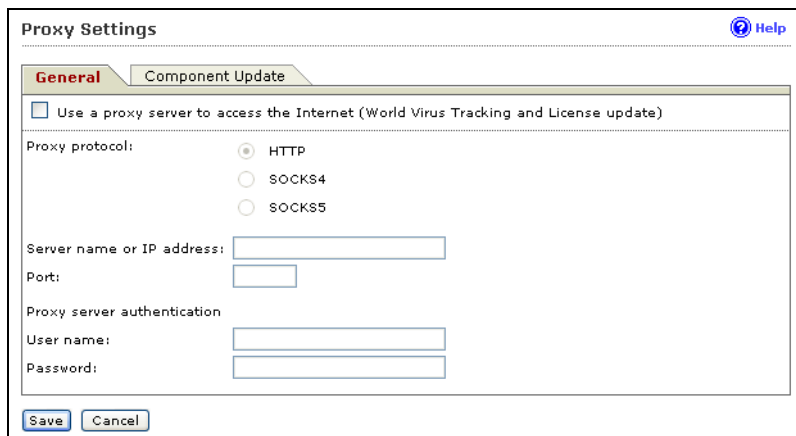 Proxy Settings
Help
General
Component Update
Use a proxy server to access the Internet (World Virus Tracking and License update)
Proxy protocol:
HTTP
SOCKS4
SOCKS5
Server name or IP address:
Port:
Proxy server authentication
User name:
Password:
Save
Cancel